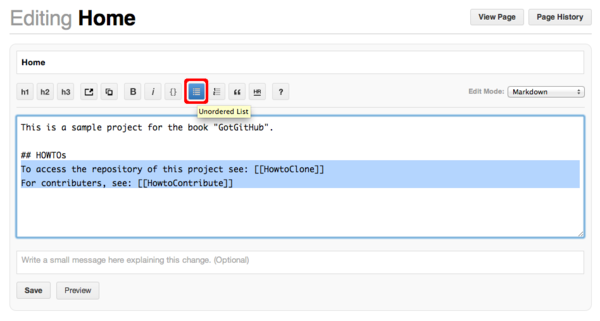 Editing Home
View Page
Page History
Home
h1 h2 h3 B i {} “ HR ?
Edit Mode: Markdown
Unordered List
This is a sample project for the book "GotGitHub".
## HOWTOs
To access the repository of this project see: [[HowtoClone]]
For contributers, see: [[HowtoContribute]]
Write a small message here explaining this change. (Optional)
Save
Preview